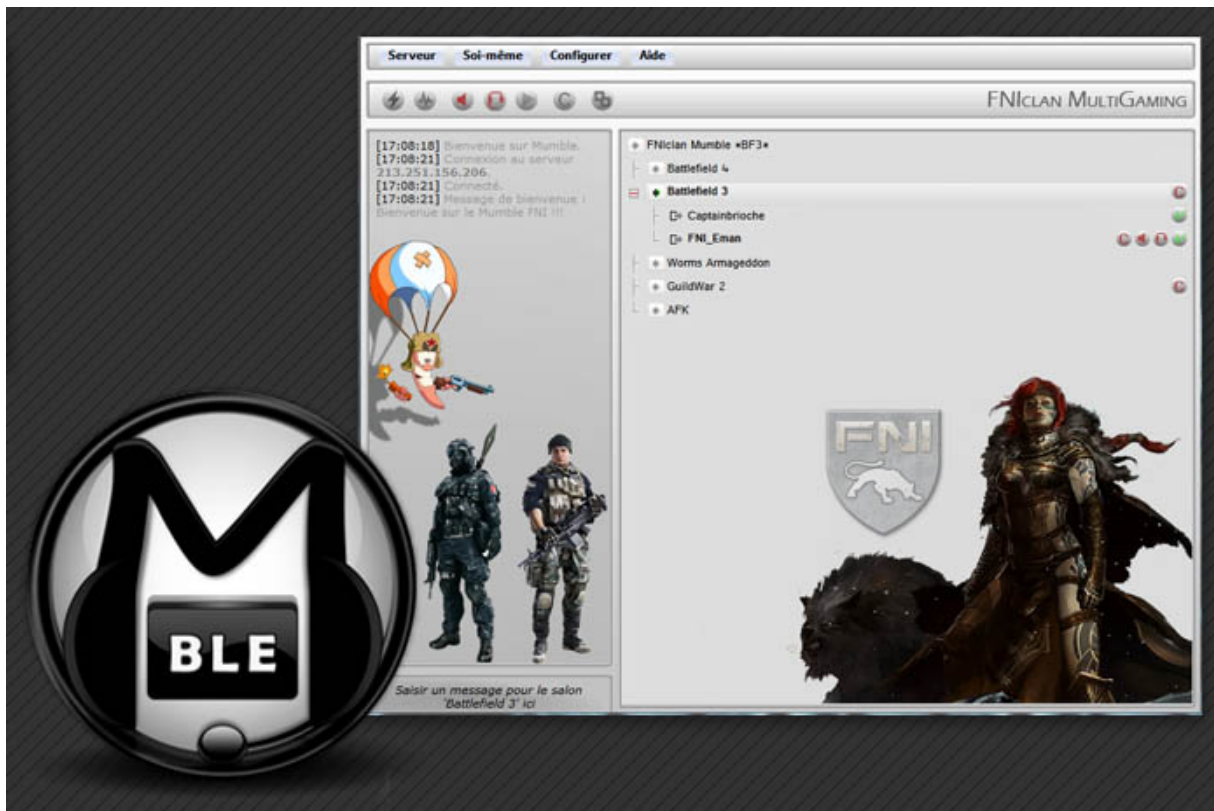 Serveur Soi-même Configurer Aide
FNIclan MultiGaming
[17:08:18] Bienvenue sur Mumble.
[17:08:21] Connexion au serveur
213.251.156.206.
[17:08:21] Connecté.
[17:08:21] Message de bienvenue :
Bienvenue sur le Mumble FNI !!!
FNIclan Mumble *BF3*
Battlefield 4
Battlefield 3
Captainbrioche
FNI_Eman
Worms Armageddon
GuildWar 2
AFK
FNI
M
BLE
Saisir un message pour le salon
'Battlefield 3' ici